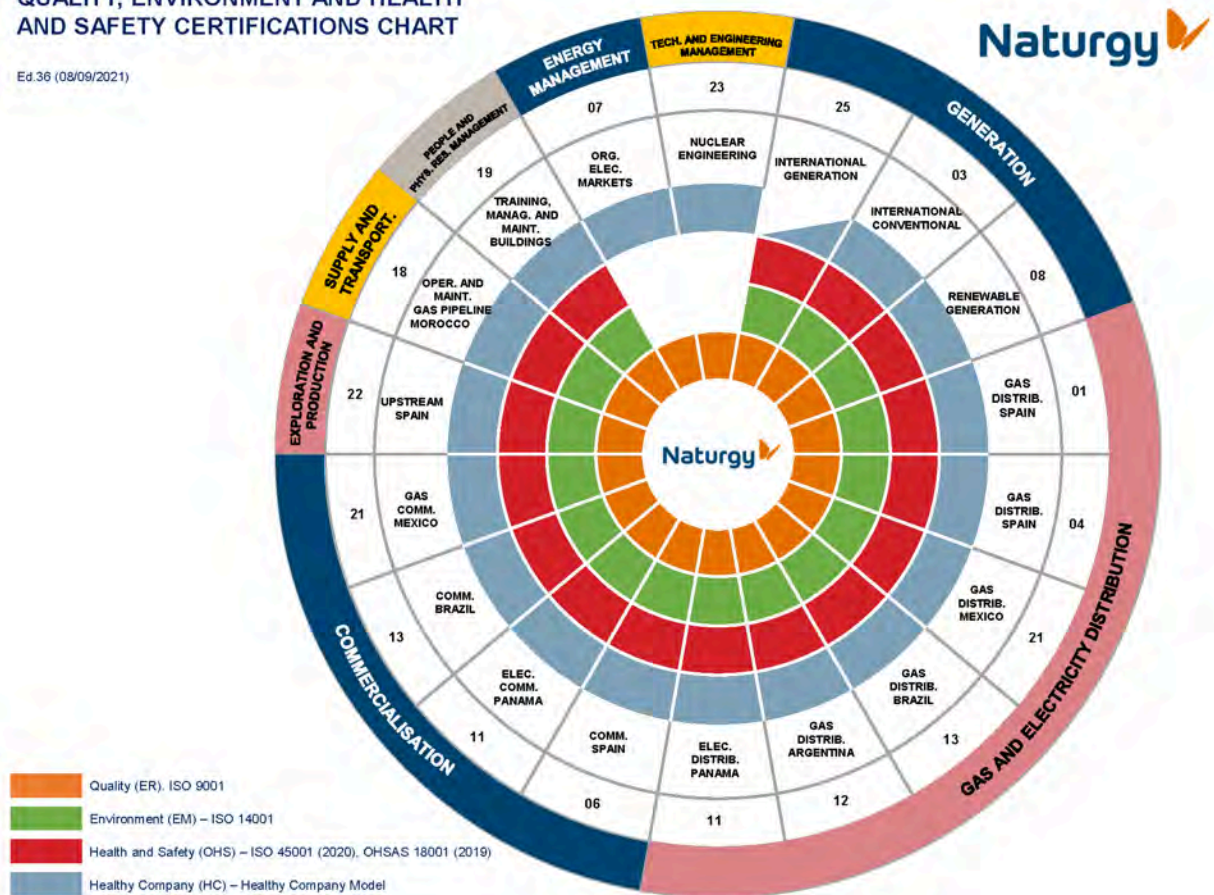 QUALITY, ENVIRONMENT AND HEALTH
AND SAFETY CERTIFICATIONS CHART
Ed.36 (08/09/2021)
Naturgy
ENERGY
MANAGEMENT
TECH. AND ENGINEERING
MANAGEMENT
GENERATION
GAS AND ELECTRICITY DISTRIBUTION
COMMERCIALISATION
EXPLORATION AND
PRODUCTION
SUPPLY AND
TRANSPORT.
PEOPLE AND
PHYS. RES. MANAGEMENT
07
ORG.
ELEC.
MARKETS
23
NUCLEAR
ENGINEERING
25
INTERNATIONAL
GENERATION
03
INTERNATIONAL
CONVENTIONAL
08
RENEWABLE
GENERATION
01
GAS
DISTRIB.
SPAIN
04
GAS
DISTRIB.
SPAIN
21
GAS
DISTRIB.
MEXICO
13
GAS
DISTRIB.
BRAZIL
12
GAS
DISTRIB.
ARGENTINA
11
ELEC.
DISTRIB.
PANAMA
06
COMM.
SPAIN
11
ELEC.
COMM.
PANAMA
13
COMM.
BRAZIL
21
GAS
COMM.
MEXICO
22
UPSTREAM
SPAIN
18
OPER. AND
MAINT.
GAS PIPELINE
MOROCCO
19
TRAINING,
MANAG. AND
MAINT.
BUILDINGS
Naturgy
Quality (ER). ISO 9001
Environment (EM) – ISO 14001
Health and Safety (OHS) – ISO 45001 (2020), OHSAS 18001 (2019)
Healthy Company (HC) – Healthy Company Model